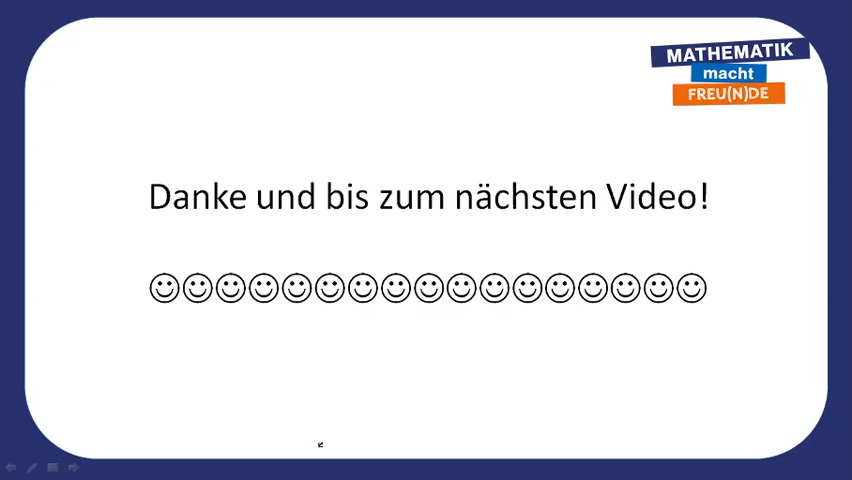 MATHEMATIK
macht
FREU(N)DE
Danke und bis zum nächsten Video!
☺☺☺☺☺☺☺☺☺☺☺☺☺☺☺☺☺